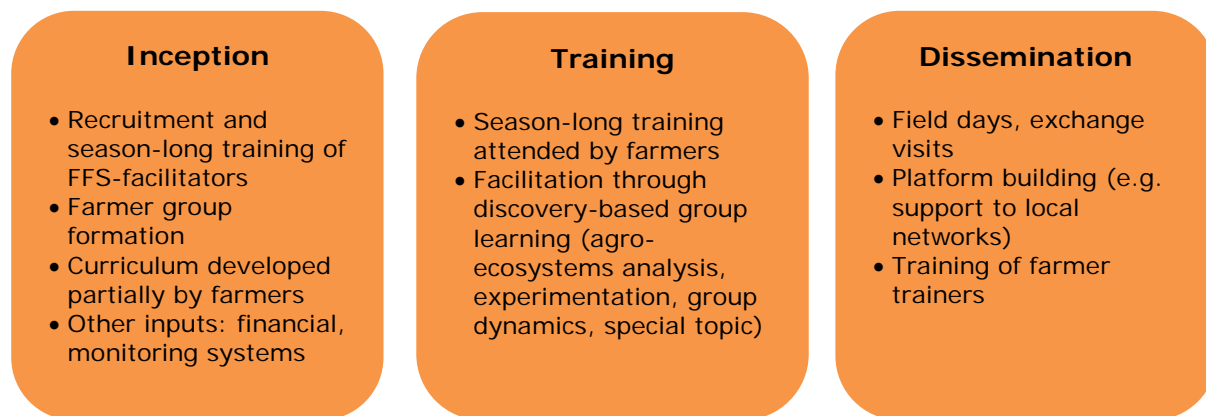 Inception
• Recruitment and
season-long training of
FFS-facilitators
• Farmer group
formation
• Curriculum developed
partially by farmers
• Other inputs: financial,
monitoring systems
Training
• Season-long training
attended by farmers
• Facilitation through
discovery-based group
learning (agro-
ecosystems analysis,
experimentation, group
dynamics, special topic)
Dissemination
• Field days, exchange
visits
• Platform building (e.g.
support to local
networks)
• Training of farmer
trainers